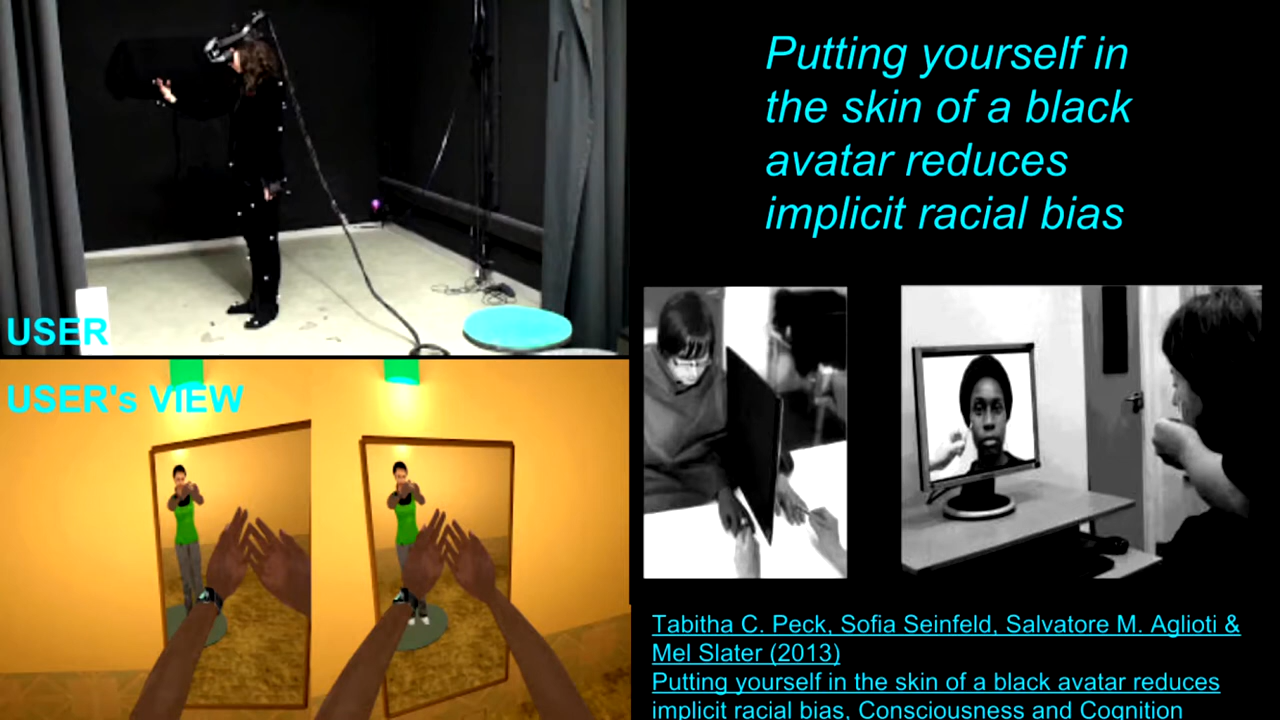 USER
USER's VIEW
Putting yourself in
the skin of a black
avatar reduces
implicit racial bias
Tabitha C. Peck, Sofia Seinfeld, Salvatore M. Aglioti &
Mel Slater (2013)
Putting yourself in the skin of a black avatar reduces
implicit racial bias, Consciousness and Cognition